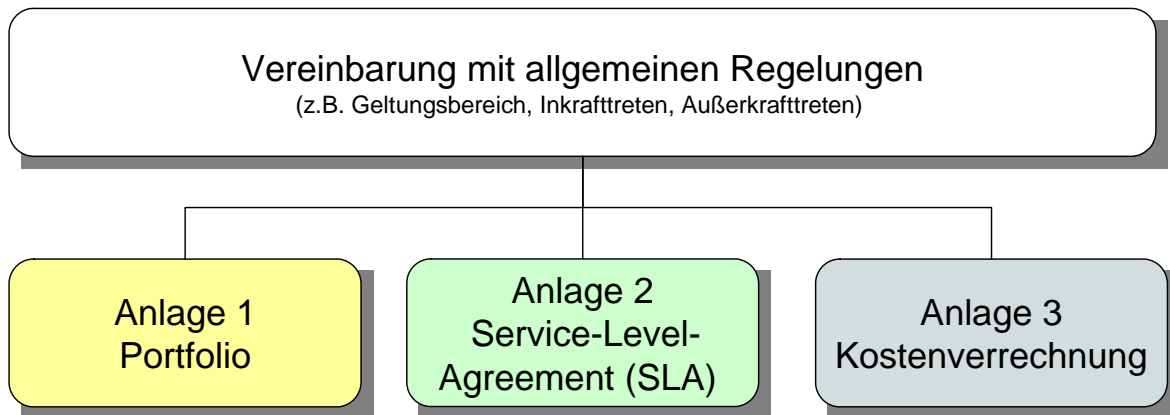 Vereinbarung mit allgemeinen Regelungen
(z.B. Geltungsbereich, Inkrafttreten, Außerkrafttreten)
Anlage 1
Portfolio
Anlage 2
Service-Level-
Agreement (SLA)
Anlage 3
Kostenverrechnung